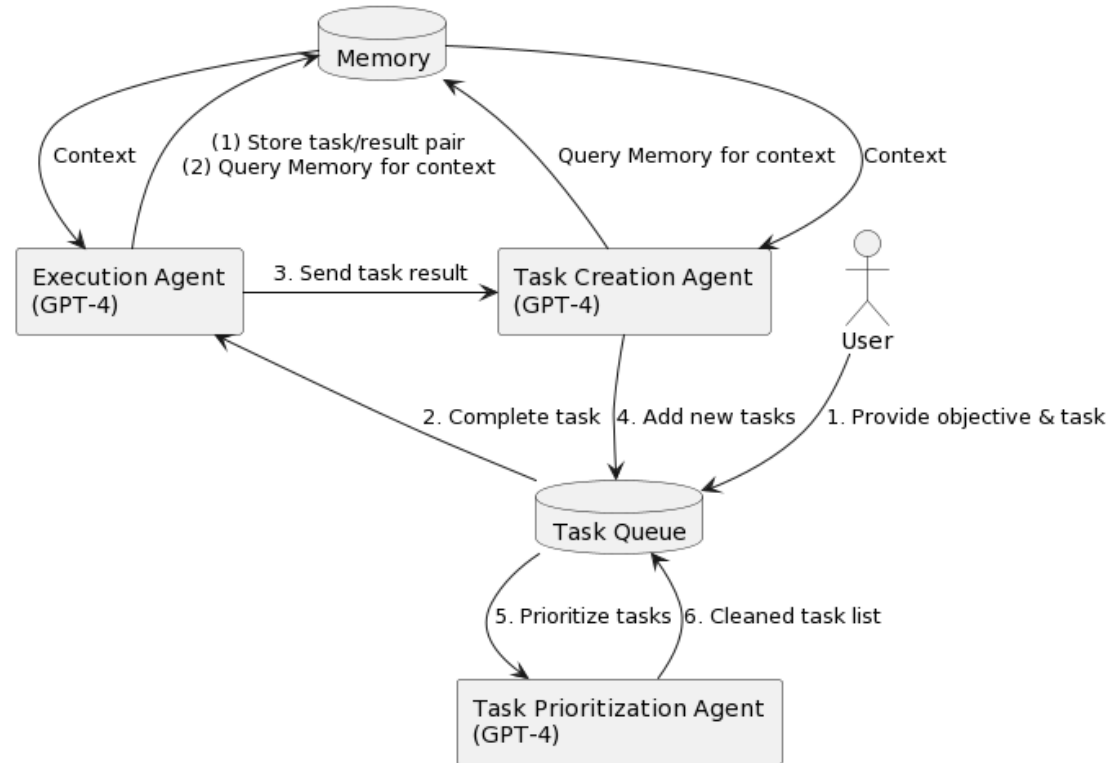 Memory
(1) Store task/result pair
(2) Query Memory for context
Context
Query Memory for context
Context
Execution Agent
(GPT-4)
3. Send task result
Task Creation Agent
(GPT-4)
User
2. Complete task
4. Add new tasks
1. Provide objective & task
Task Queue
5. Prioritize tasks
6. Cleaned task list
Task Prioritization Agent
(GPT-4)